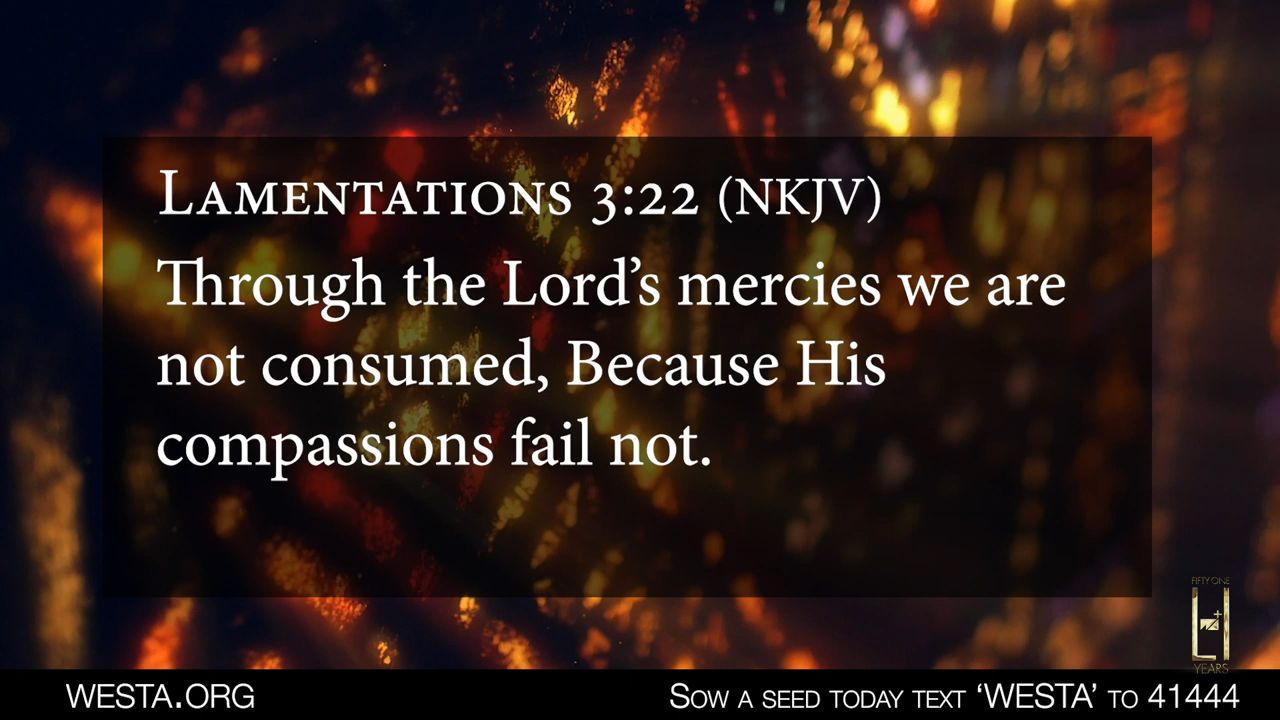 Lamentations 3:22 (NKJV)
Through the Lord’s mercies we are
not consumed, Because His
compassions fail not.
FIFTY ONE
LI
YEARS
WESTA.ORG
Sow a seed today text ‘WESTA’ to 41444